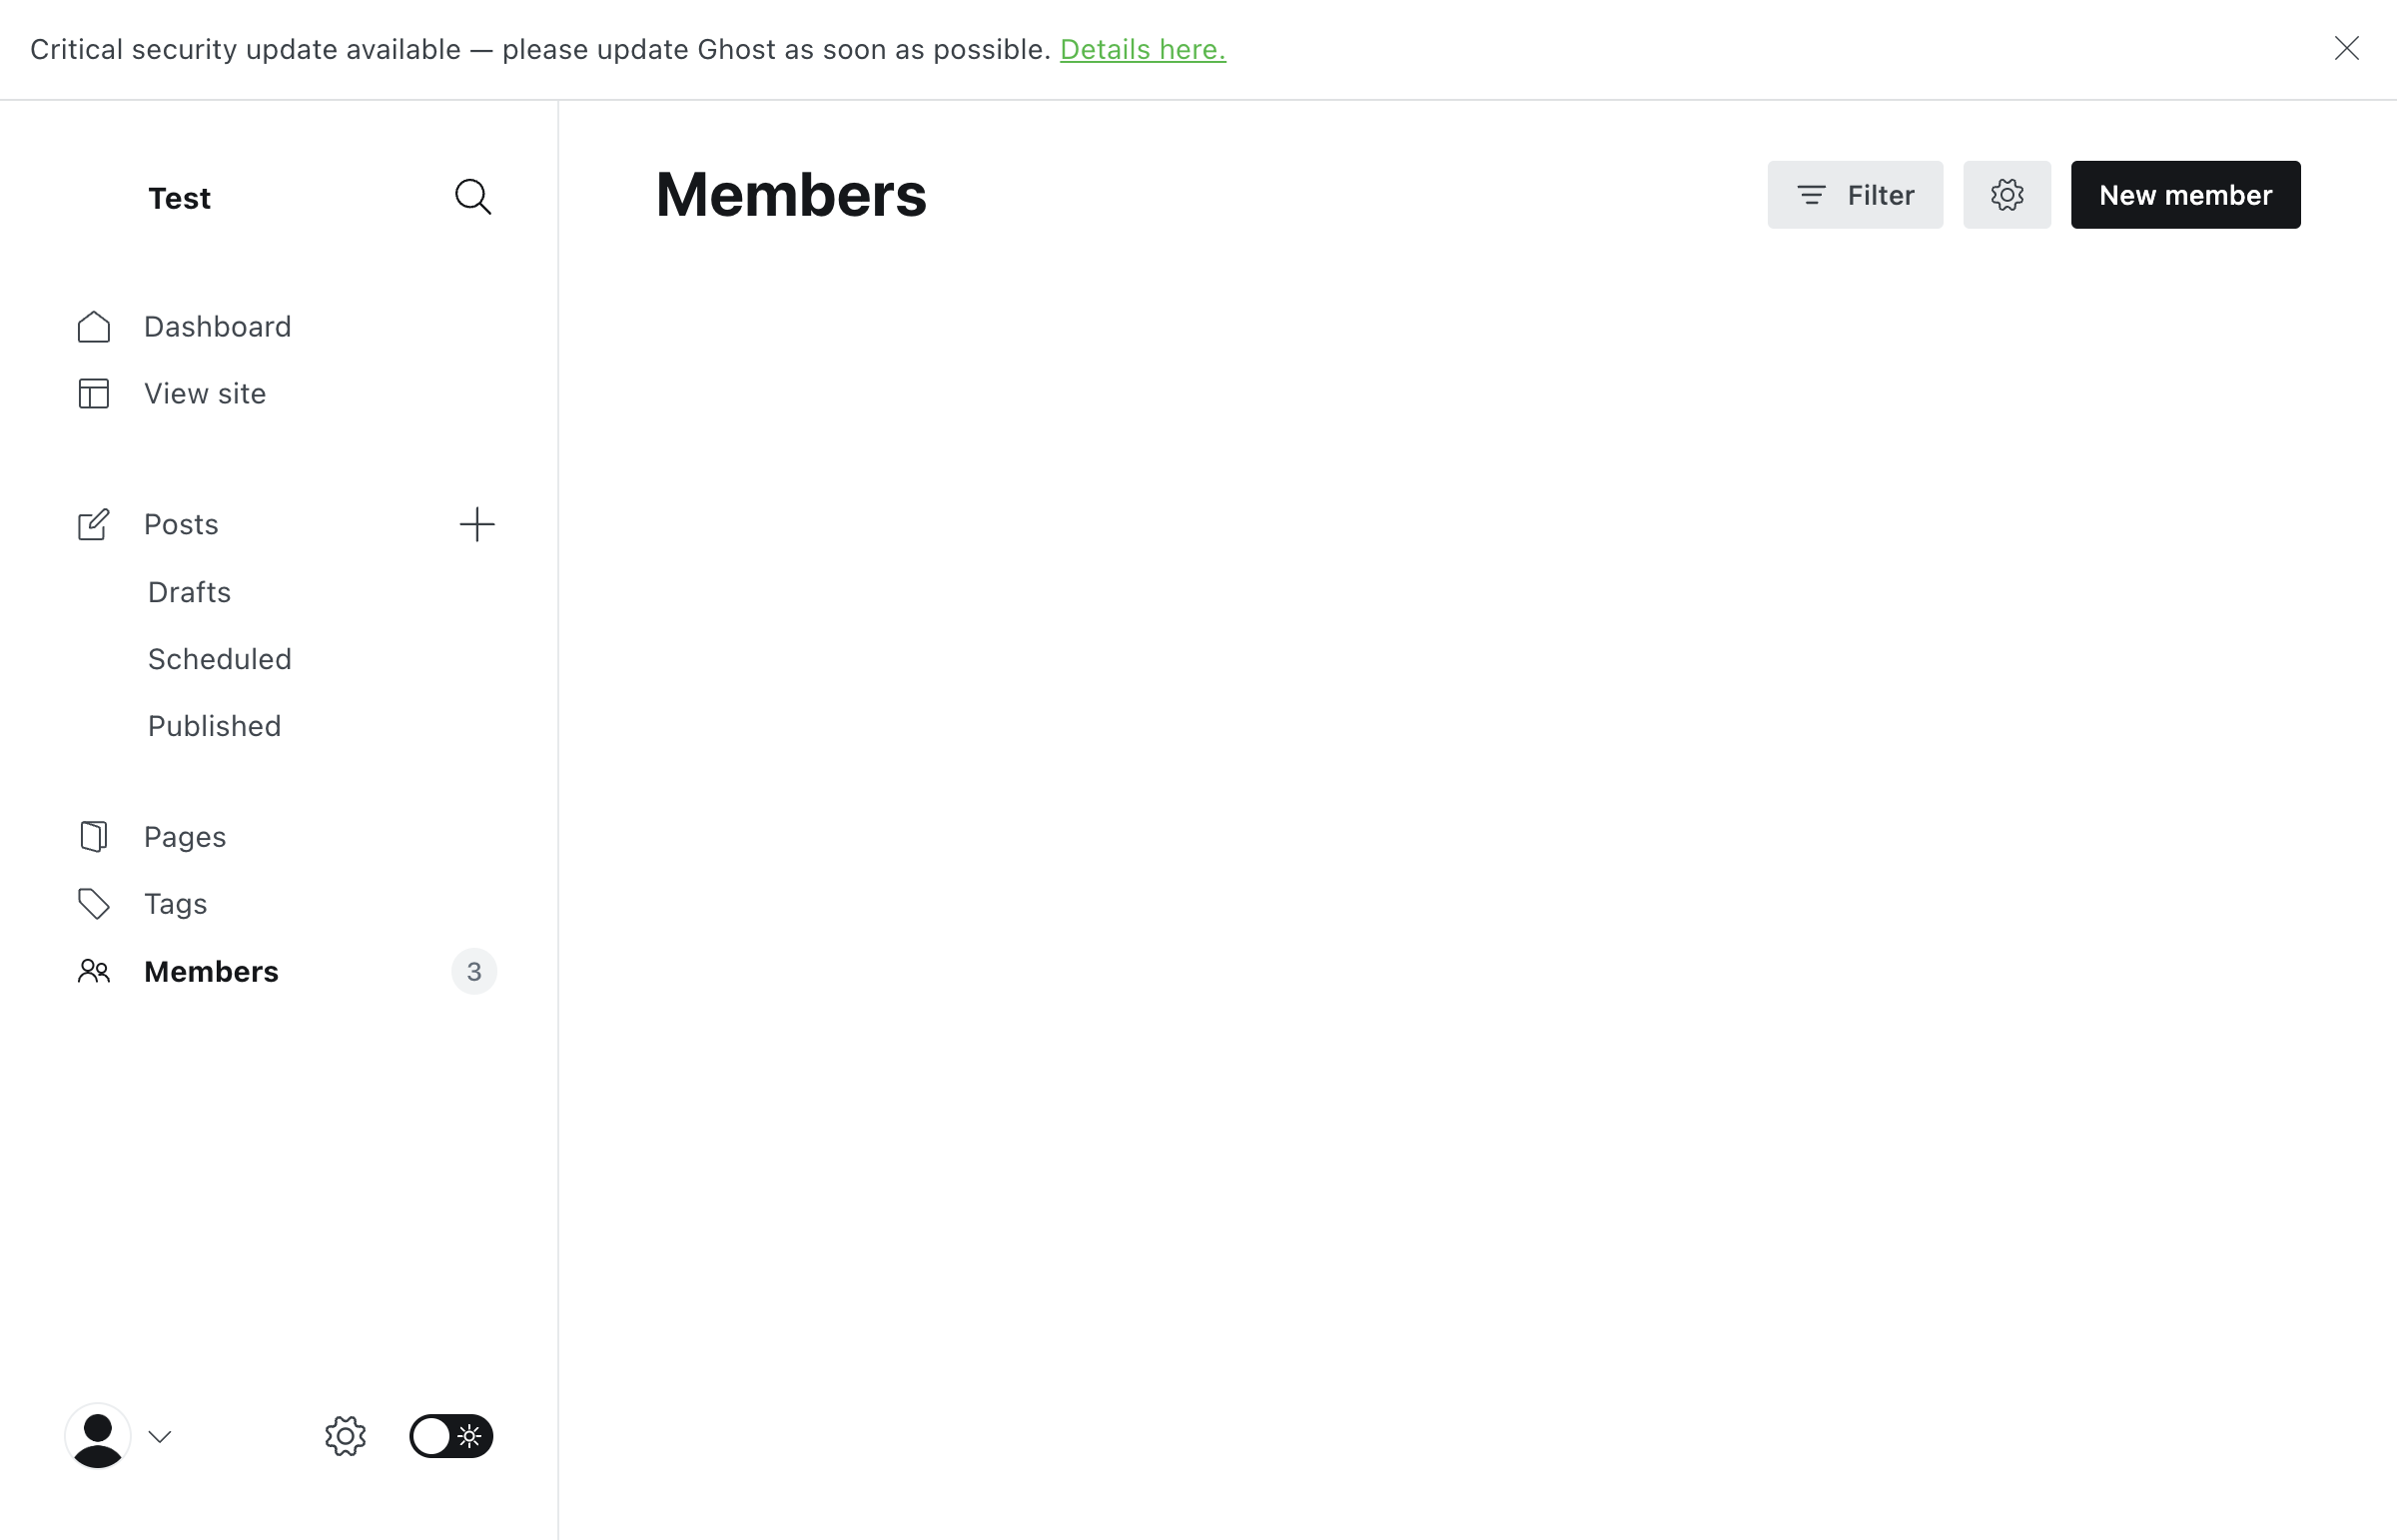 Critical security update available — please update Ghost as soon as possible. Details here.
Test
Dashboard
View site
Posts
Drafts
Scheduled
Published
Pages
Tags
Members
3
Members
Filter
New member